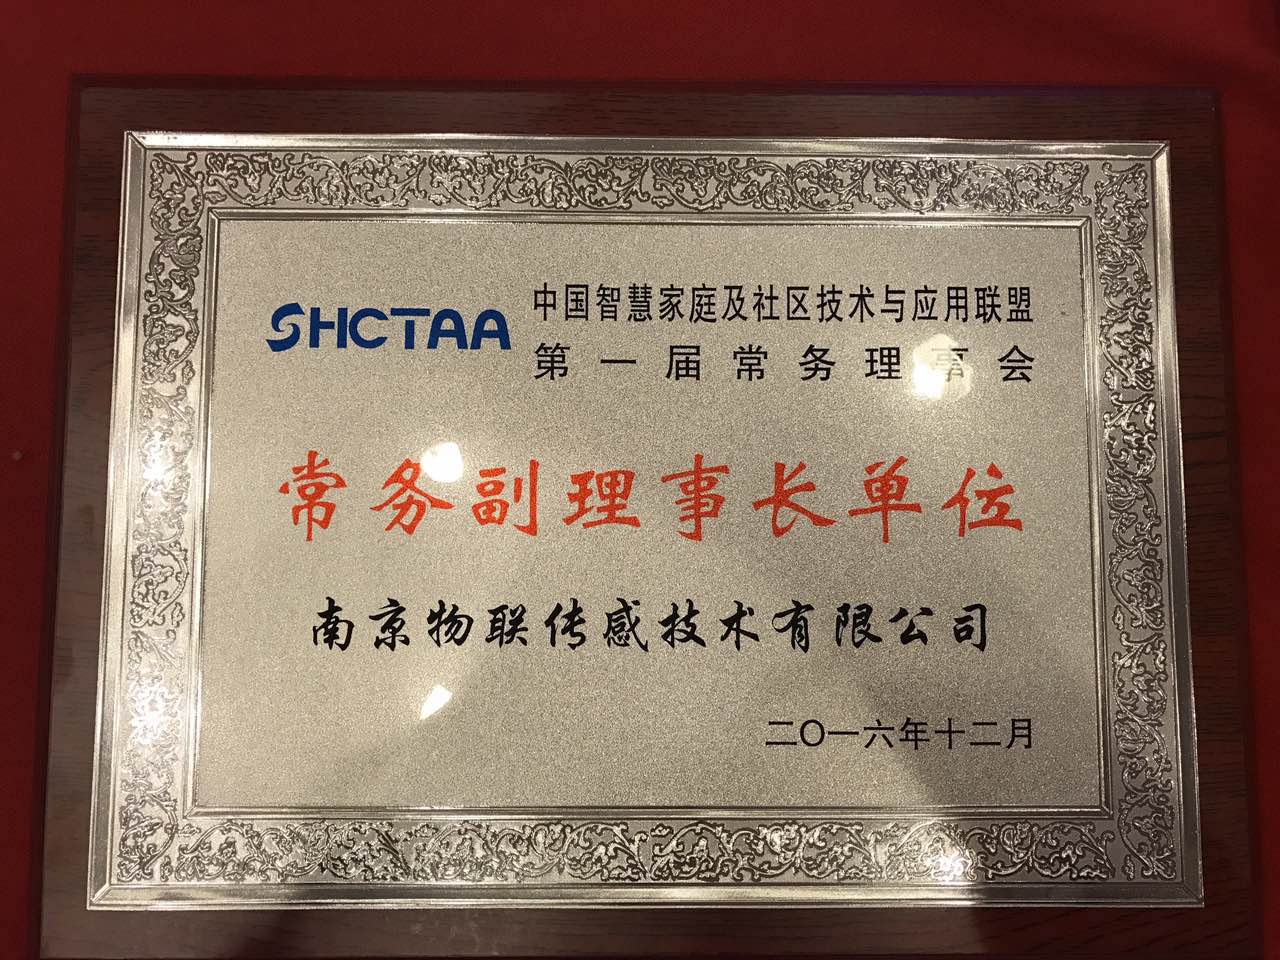 SHCTAA
中国智慧家庭及社区技术与应用联盟
第一届常务理事会
常务副理事长单位
南京物联传感技术有限公司
二〇一六年十二月